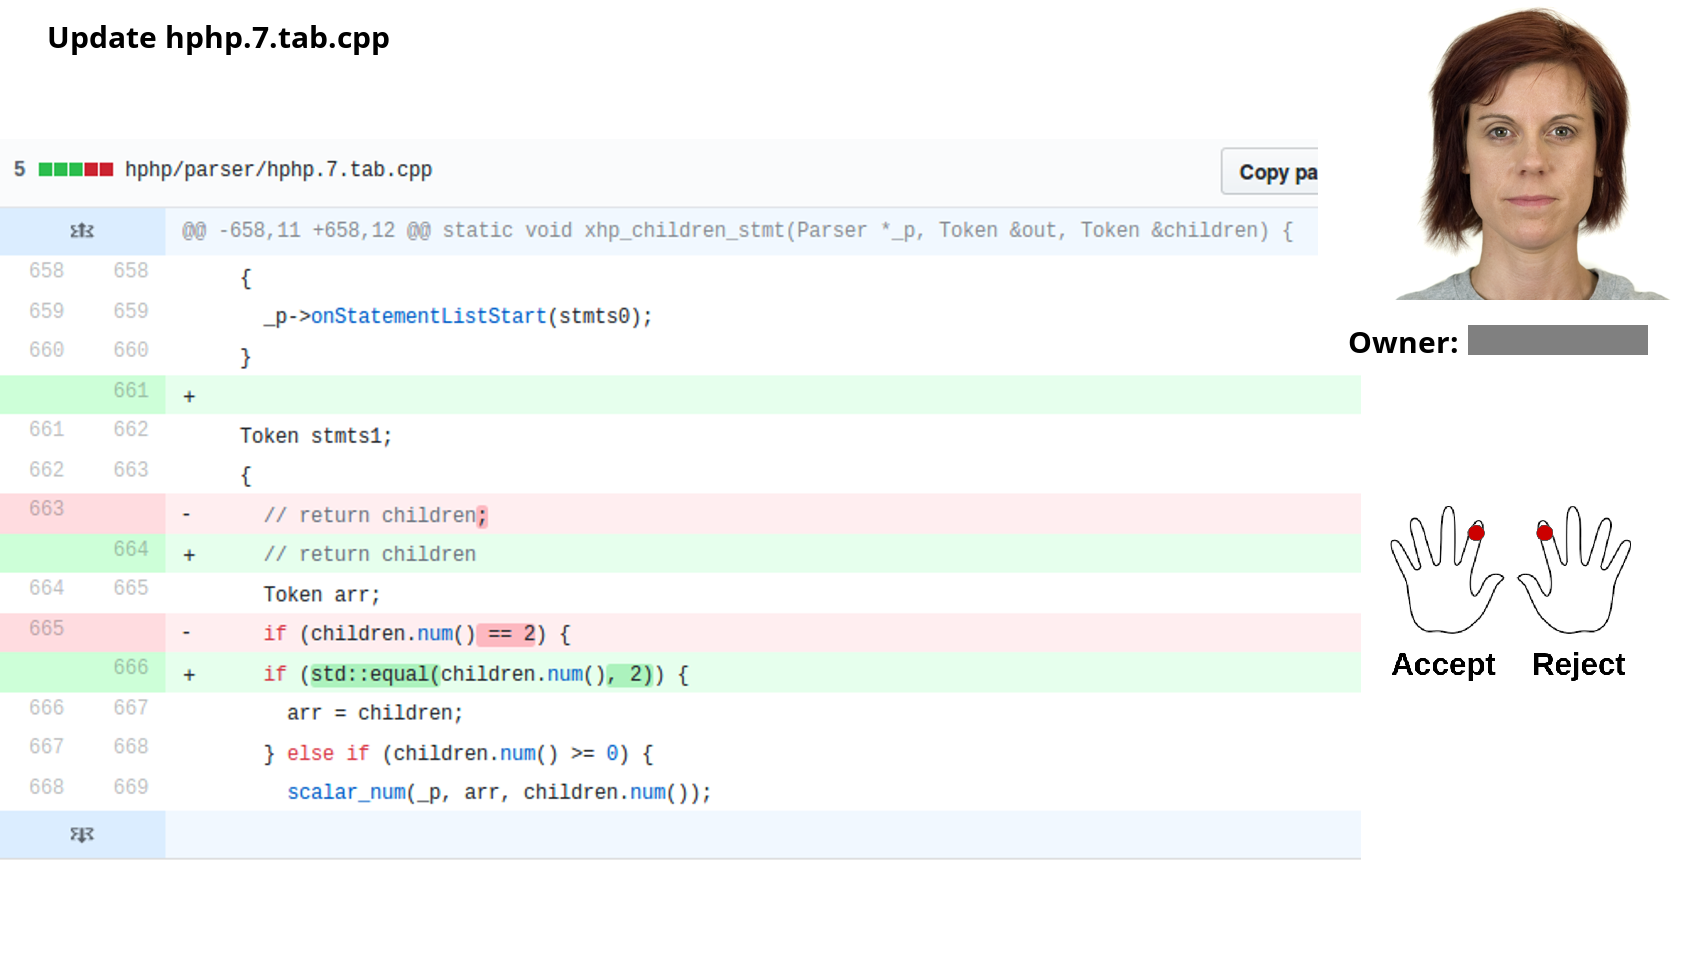 Update hphp.7.tab.cpp
5 hphp/parser/hphp.7.tab.cpp Copy pa
@@ -658,11 +658,12 @@ static void xhp_children_stmt(Parser *_p, Token &out, Token &children) {
658 658 {
659 659 _p->onStatementListStart(stmts0);
660 660 }
661 +
661 662 Token stmts1;
662 663 {
663 - // return children;
664 + // return children
664 665 Token arr;
665 - if (children.num() == 2) {
666 + if (std::equal(children.num(), 2)) {
666 667 arr = children;
667 668 } else if (children.num() >= 0) {
668 669 scalar_num(_p, arr, children.num());
Owner:
Accept Reject